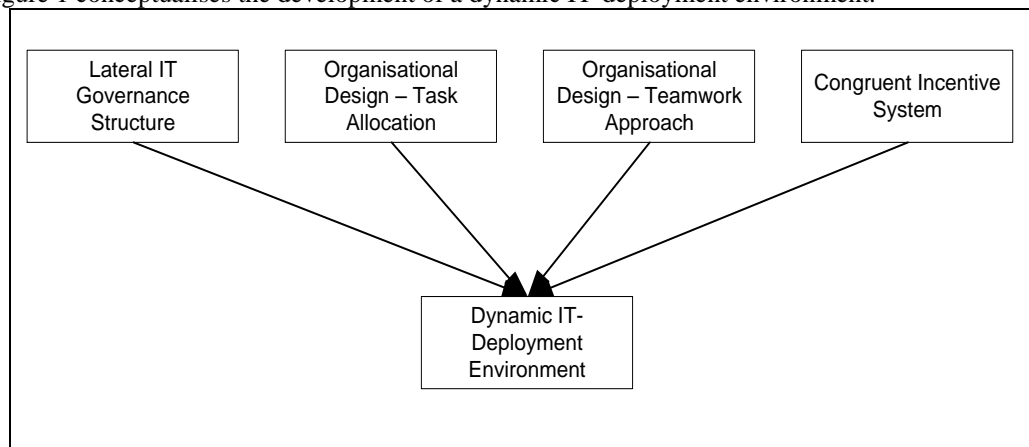 Figure 1 conceptualises the development of a dynamic IT-deployment environment.
Lateral IT
Governance
Structure
Organisational
Design – Task
Allocation
Organisational
Design – Teamwork
Approach
Congruent Incentive
System
Dynamic IT-
Deployment
Environment